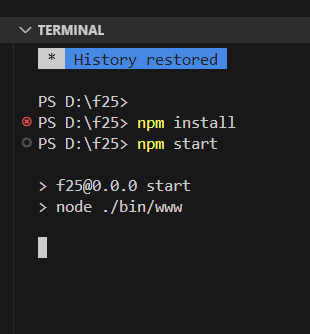 TERMINAL
* History restored
PS D:\f25>
PS D:\f25> npm install
PS D:\f25> npm start
> f25@0.0.0 start
> node ./bin/www